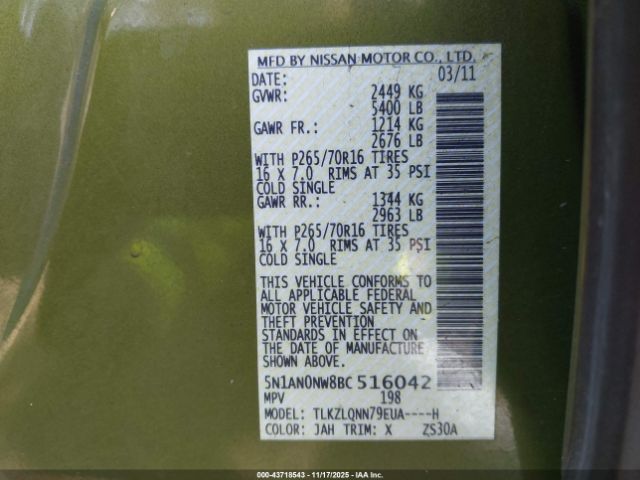 MFD BY NISSAN MOTOR CO., LTD.
DATE: 03/11
GVWR: 2449 KG
5400 LB
GAWR FR.: 1214 KG
2676 LB
WITH P265/70R16 TIRES
16 X 7.0 RIMS AT 35 PSI
COLD SINGLE
GAWR RR.: 1344 KG
2963 LB
WITH P265/70R16 TIRES
16 X 7.0 RIMS AT 35 PSI
COLD SINGLE
THIS VEHICLE CONFORMS TO
ALL APPLICABLE FEDERAL
MOTOR VEHICLE SAFETY AND
THEFT PREVENTION
STANDARDS IN EFFECT ON
THE DATE OF MANUFACTURE
SHOWN ABOVE.
5N1AN0NW8BC516042
MPV 198
MODEL: TLKZLQNN79EUA----H
COLOR: JAH TRIM: X ZS30A
000-43718543 - 11/17/2025 - IAAI.COM